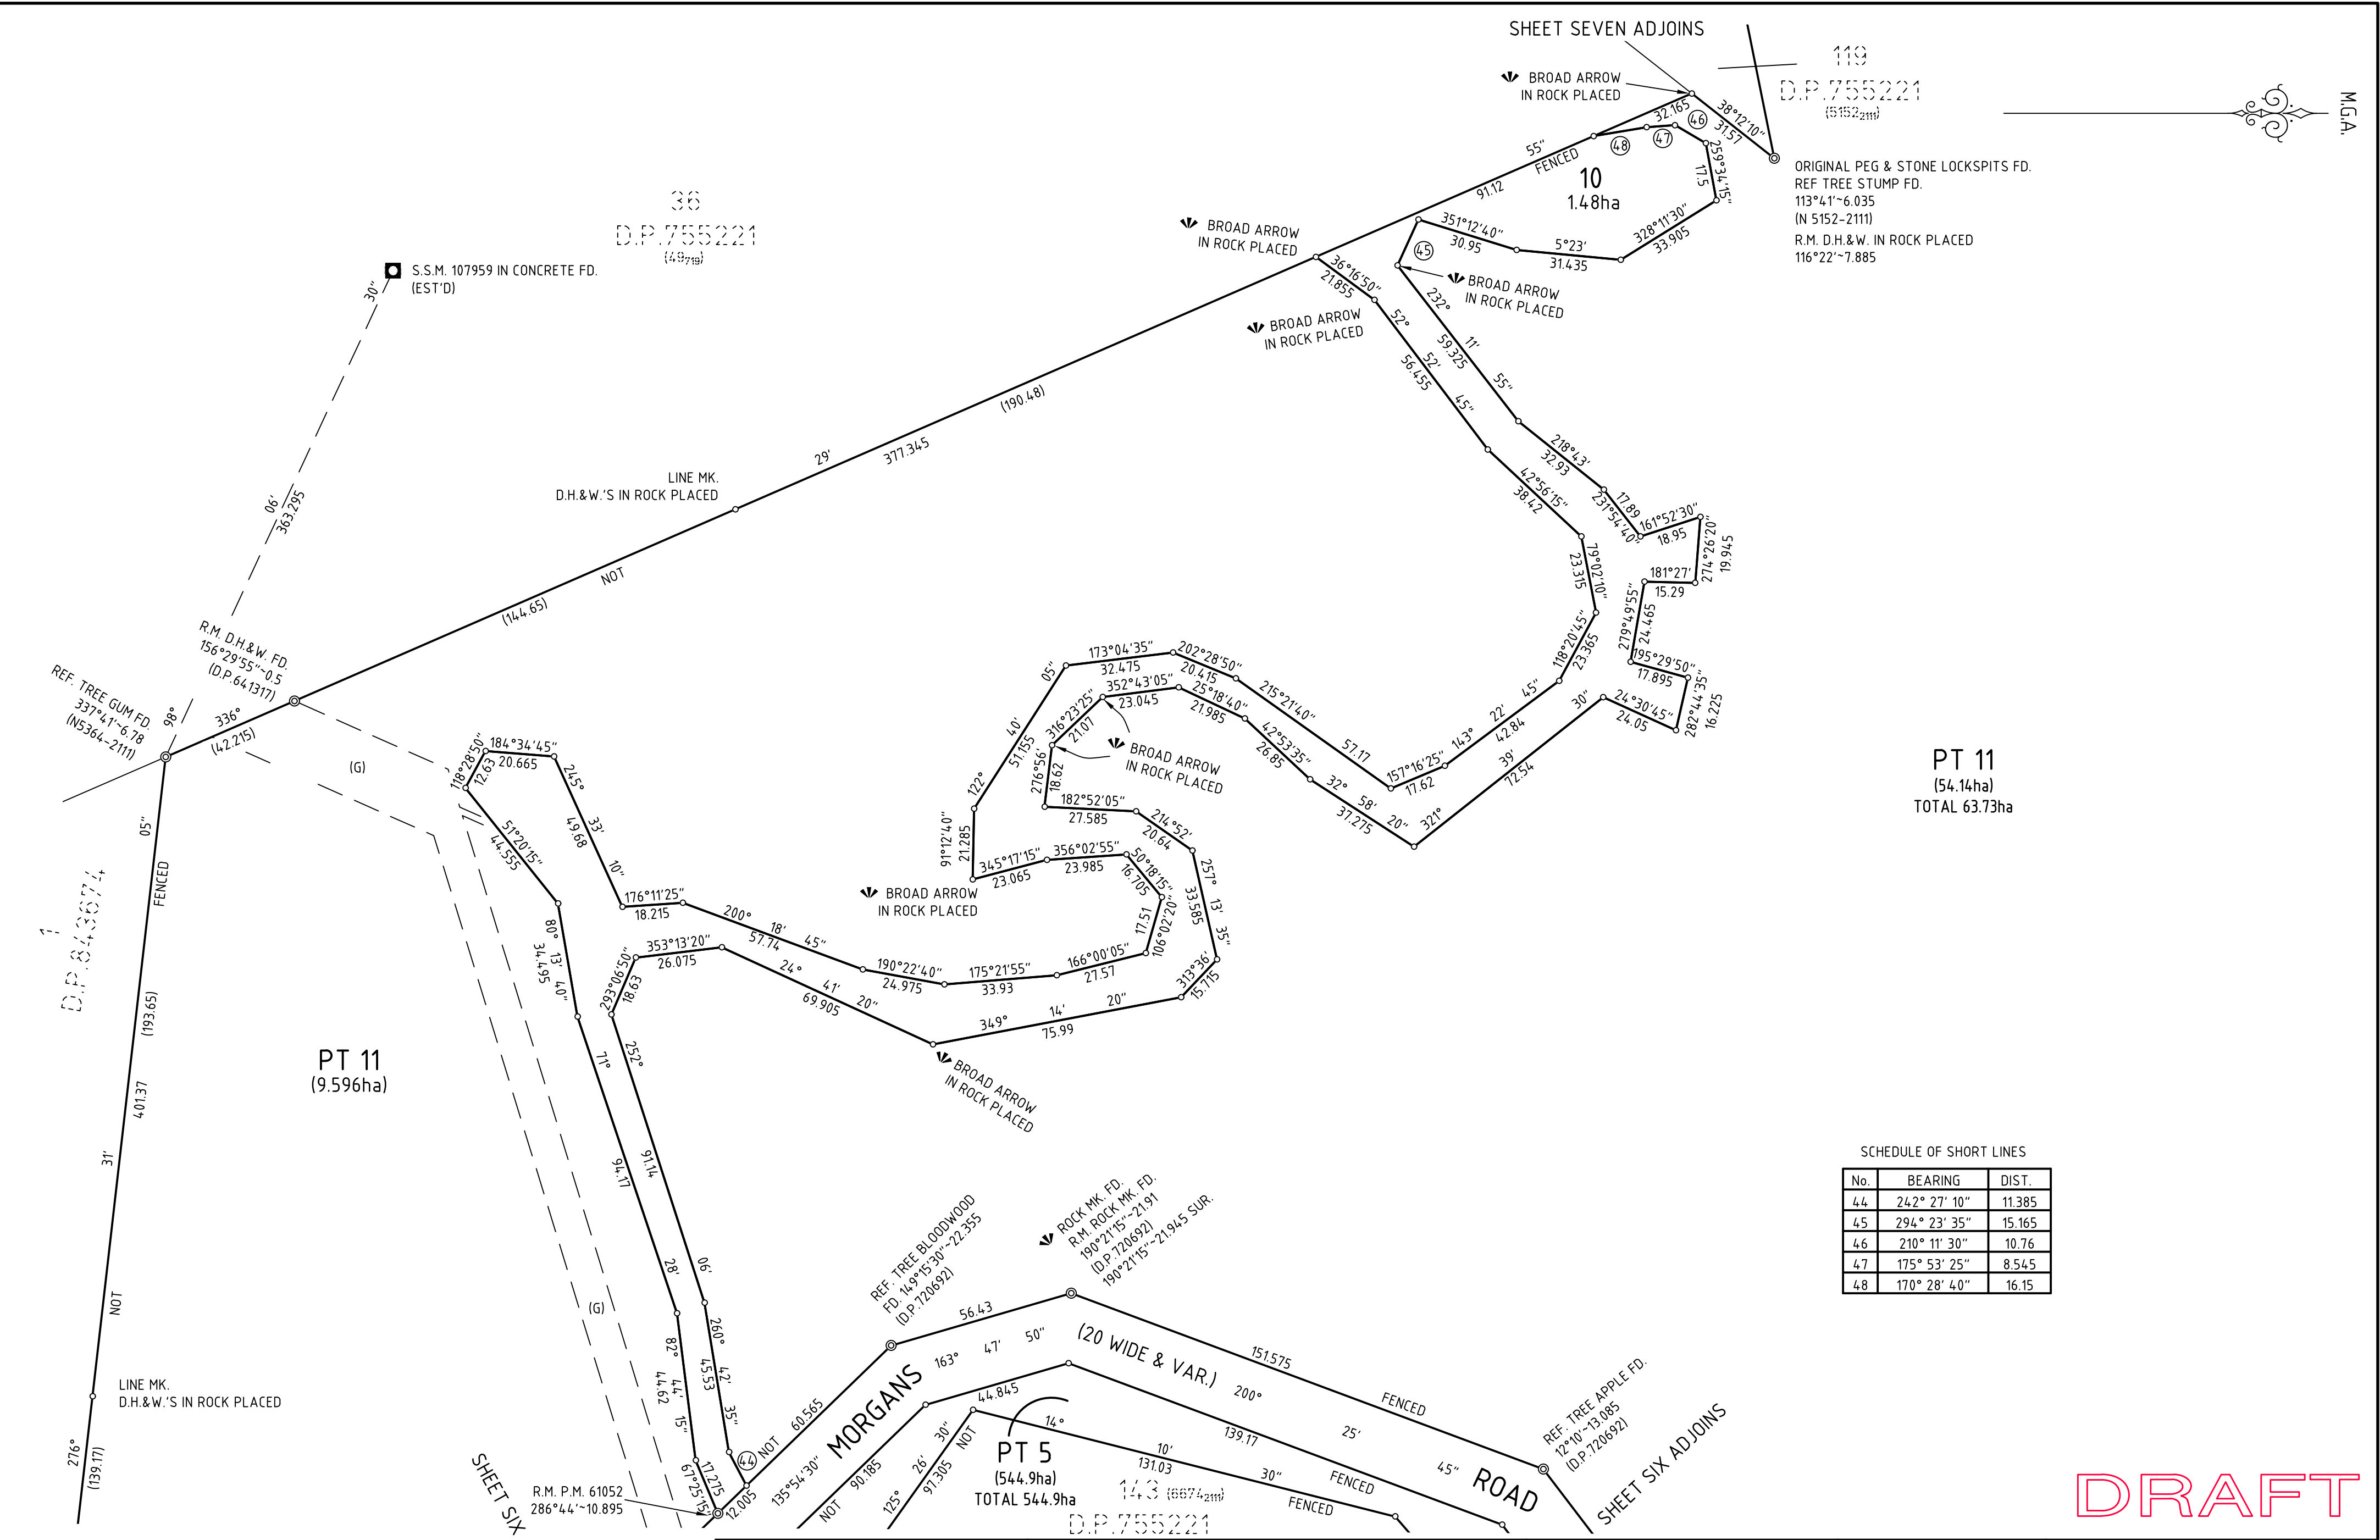 SHEET SEVEN ADJOINS
119
D.P.755221
(5152₂₁₁₁)
M.G.A.
BROAD ARROW
IN ROCK PLACED
32.165
38°12'10"
31.57
46
47
48
55"
FENCED
91.12
10
1.48ha
259°34'15"
17.5
328°11'30"
33.905
5°23'
31.435
351°12'40"
30.95
45
ORIGINAL PEG & STONE LOCKSPITS FD.
REF TREE STUMP FD.
113°41'~6.035
(N 5152-2111)
R.M. D.H.&W. IN ROCK PLACED
116°22'~7.885
36
D.P.755221
(49₇₁₉)
S.S.M. 107959 IN CONCRETE FD.
(EST'D)
30"
06'
363.295
98°
BROAD ARROW
IN ROCK PLACED
BROAD ARROW
IN ROCK PLACED
BROAD ARROW
IN ROCK PLACED
36°16'50"
21.855
52°
52'
45"
56.455
232°
11'
55"
59.325
218°43'
32.93
17.89
231°54'40"
161°52'30"
18.95
274°26'20"
19.945
181°27'
15.29
279°49'55"
24.465
195°29'50"
17.895
282°44'35"
16.225
24°30'45"
24.05
42°56'15"
38.42
79°02'10"
23.315
118°20'45"
23.365
143°
22'
45"
42.84
157°16'25"
17.62
321°
39'
30"
72.54
(190.48)
29'
377.345
LINE MK.
D.H.&W.'S IN ROCK PLACED
NOT
(144.65)
R.M. D.H.&W. FD.
156°29'55"~0.5
(D.P.641317)
REF. TREE GUM FD.
337°41'~6.78
(N5364-2111)
336°
(42.215)
(G)
118°28'50"
12.63
184°34'45"
20.665
245°
33'
10"
49.68
51°20'15"
44.555
176°11'25"
18.215
200°
18'
45"
57.74
190°22'40"
24.975
175°21'55"
33.93
166°00'05"
27.57
106°02'20"
17.51
50°18'15"
16.705
356°02'55"
23.985
345°17'15"
23.065
91°12'40"
21.285
122°
40'
05"
51.155
173°04'35"
32.475
202°28'50"
20.415
215°21'40"
57.17
352°43'05"
23.045
25°18'40"
21.985
42°53'35"
26.85
32°
58'
20"
37.275
316°23'25"
21.07
276°56'
18.62
182°52'05"
27.585
214°52'
20.64
257°
13'
35"
33.585
313°36'
15.715
349°
14'
20"
75.99
BROAD ARROW
IN ROCK PLACED
BROAD ARROW
IN ROCK PLACED
BROAD ARROW
IN ROCK PLACED
24°
41'
20"
69.905
353°13'20"
26.075
293°06'50"
18.63
80°
13'
40"
34.495
71°
28'
94.17
252°
06'
91.14
82°
44'
15"
44.62
260°
42'
35"
45.53
67°25'15"
17.275
44
12.005
R.M. P.M. 61052
286°44'~10.895
PT 11
(54.14ha)
TOTAL 63.73ha
1
D.P.843674
05"
FENCED
(193.65)
401.37
31'
NOT
276°
(139.17)
LINE MK.
D.H.&W.'S IN ROCK PLACED
PT 11
(9.596ha)
(G)
SHEET SIX
REF. TREE BLOODWOOD
FD. 149°15'30"~22.355
(D.P.720692)
ROCK MK. FD.
R.M. ROCK MK. FD.
190°21'15"~21.91
(D.P.720692)
190°21'15"~21.945 SUR.
NOT
60.565
135°54'30"
56.43
163°
47'
50"
44.845
MORGANS
(20 WIDE & VAR.)
ROAD
151.575
FENCED
200°
25'
45"
139.17
FENCED
NOT
90.185
125°
26'
30"
97.305
NOT
14°
10'
30"
131.03
FENCED
PT 5
(544.9ha)
TOTAL 544.9ha
143 (6674₂₁₁₁)
D.P.755221
REF. TREE APPLE FD.
12°10'~13.085
(D.P.720692)
SHEET SIX ADJOINS
SCHEDULE OF SHORT LINES
No. BEARING DIST.
44 242° 27' 10" 11.385
45 294° 23' 35" 15.165
46 210° 11' 30" 10.76
47 175° 53' 25" 8.545
48 170° 28' 40" 16.15
DRAFT